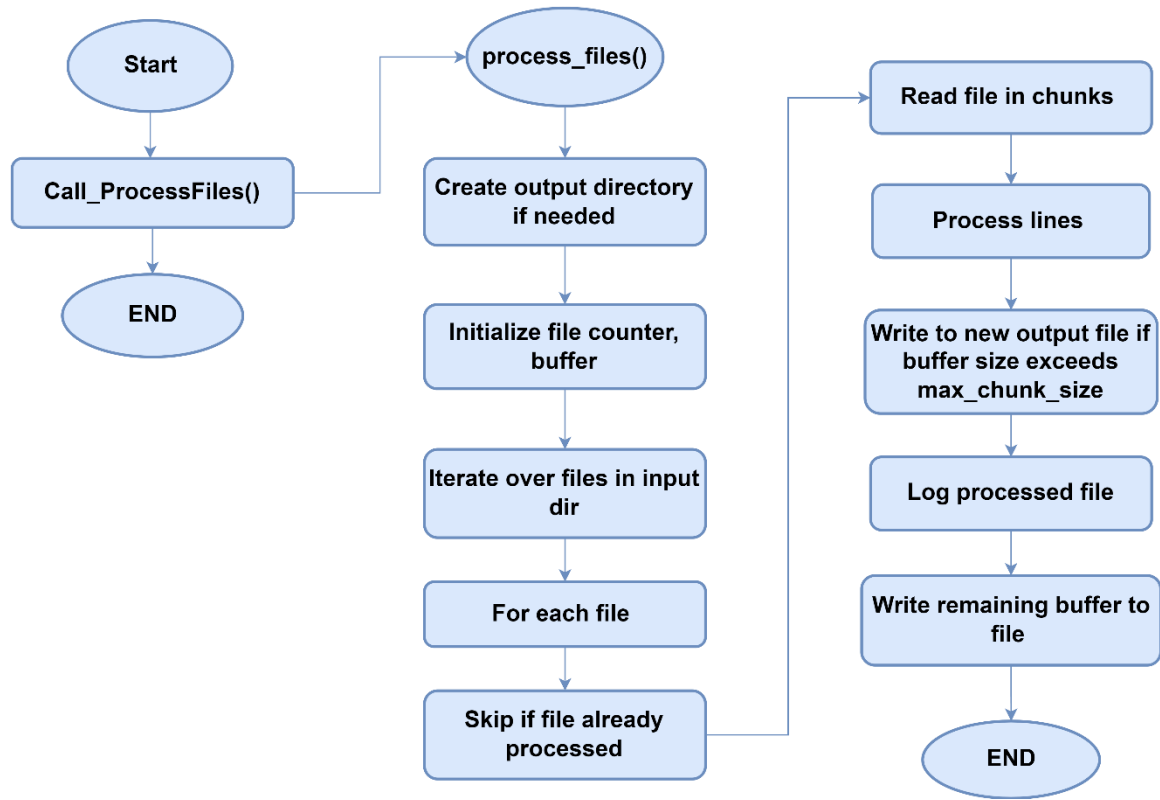 Start
Call_ProcessFiles()
END
process_files()
Create output directory
if needed
Initialize file counter,
buffer
Iterate over files in input
dir
For each file
Skip if file already
processed
Read file in chunks
Process lines
Write to new output file if
buffer size exceeds
max_chunk_size
Log processed file
Write remaining buffer to
file
END